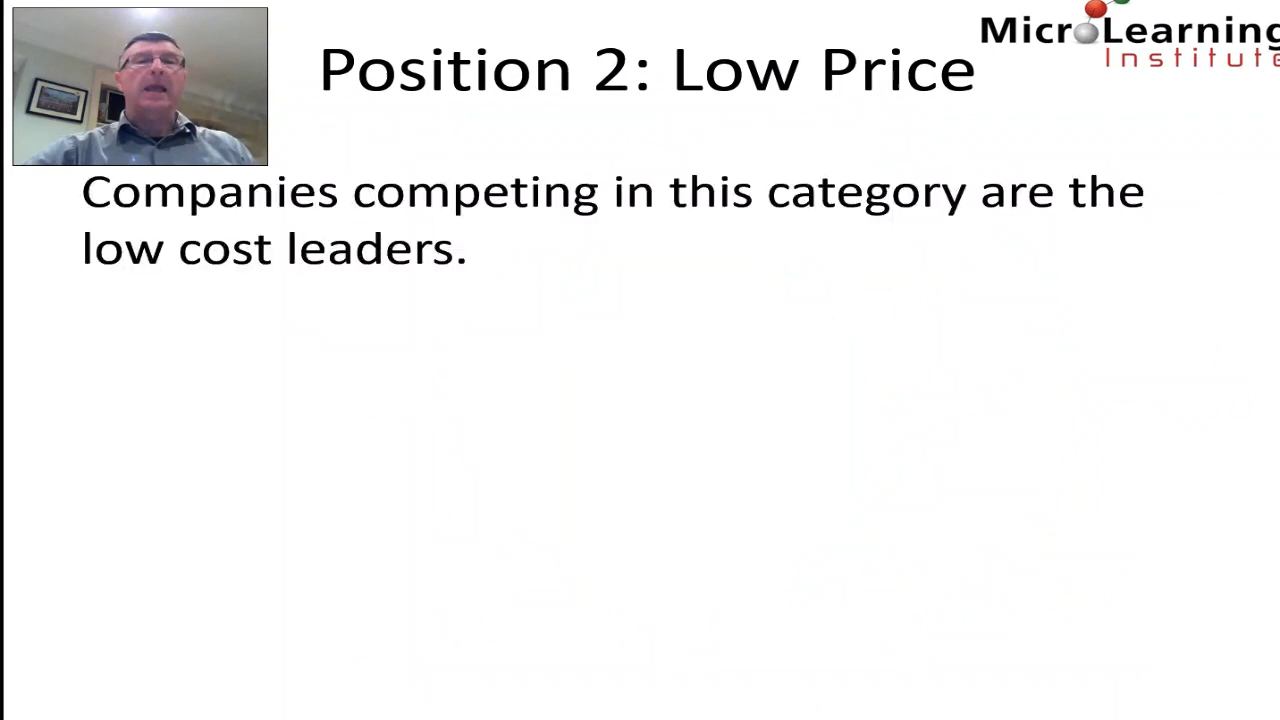 Position 2: Low Price
MicroLearning
Institute
Companies competing in this category are the
low cost leaders.